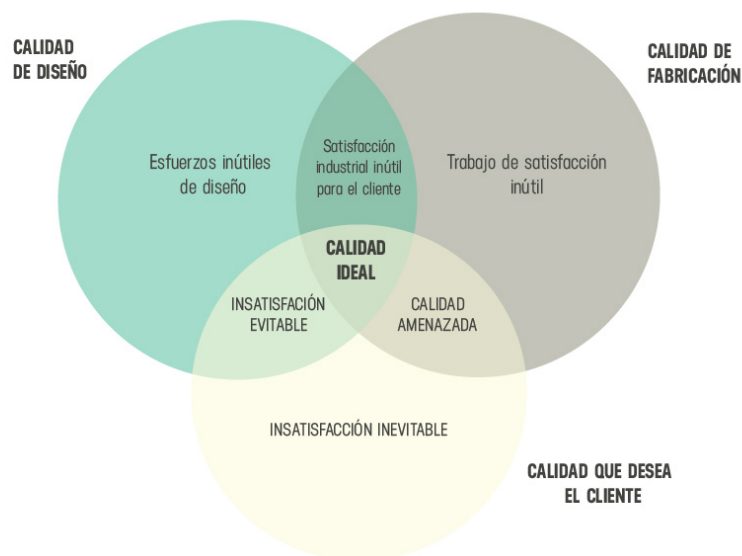 CALIDAD
DE DISEÑO
CALIDAD DE
FABRICACIÓN
Esfuerzos inútiles
de diseño
Satisfacción
industrial inútil
para el cliente
Trabajo de satisfacción
inútil
CALIDAD
IDEAL
INSATISFACIÓN
EVITABLE
CALIDAD
AMENAZADA
INSATISFACCIÓN INEVITABLE
CALIDAD QUE DESEA
EL CLIENTE